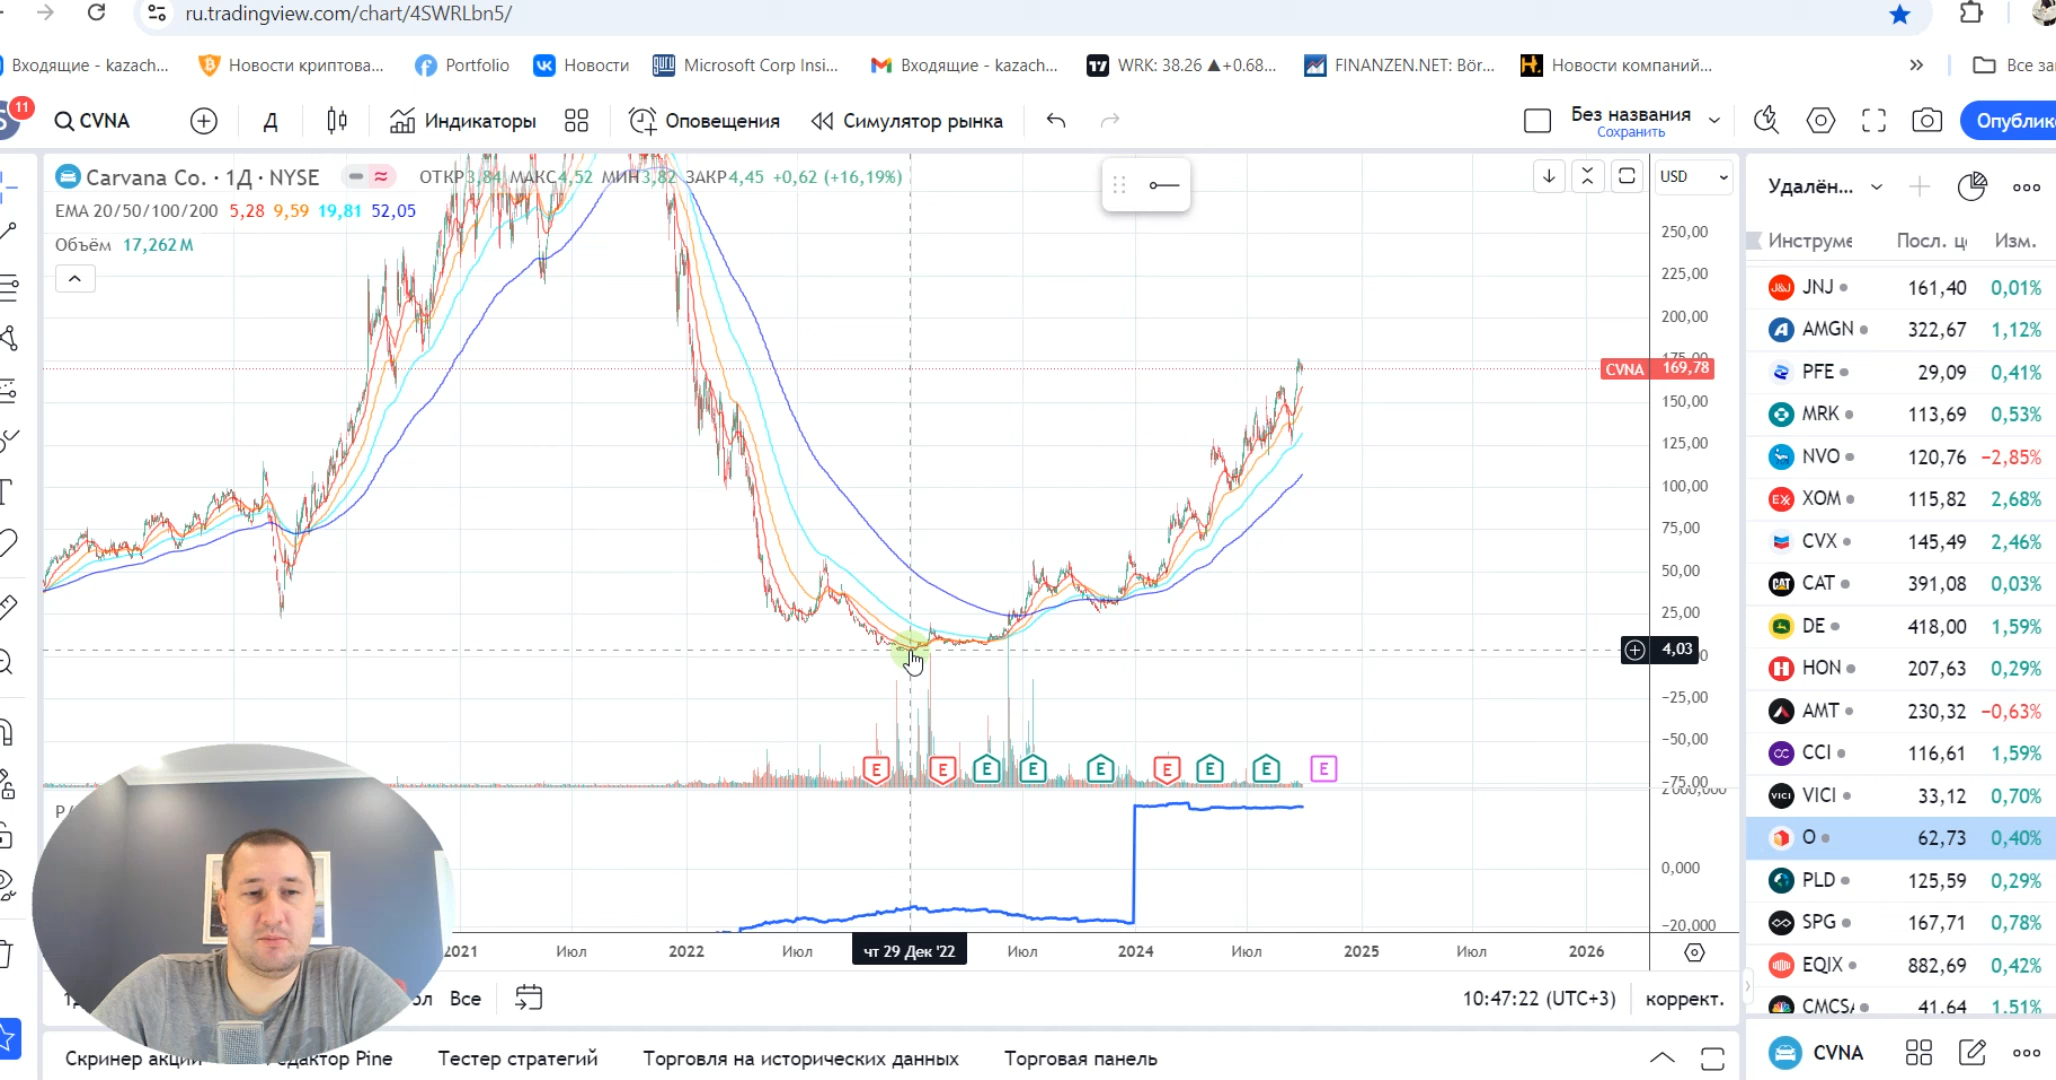 ru.tradingview.com/chart/4SWRLbn5/
Входящие - kazach...
Новости криптова...
Portfolio
Новости
guru
Microsoft Corp Insi...
Входящие - kazach...
WRK: 38.26 ▲+0.68...
FINANZEN.NET: Bör...
Новости компаний...
»
11
CVNA
Д
Индикаторы
Оповещения
Симулятор рынка
Без названия
Сохранить
Carvana Co. · 1Д · NYSE
ОТКР3,84 МАКС4,52 МИН3,82 ЗАКР4,45 +0,62 (+16,19%)
EMA 20/50/100/200 5,28 9,59 19,81 52,05
Объём 17,262M
USD
250,00
225,00
200,00
175,00
CVNA 169,78
150,00
125,00
100,00
75,00
50,00
25,00
4,03
−25,00
−50,00
−75,00
E E E E E E E E E
0,000
−20,000
2021 Июл 2022 Июл чт 29 Дек '22 Июл 2024 Июл 2025 Июл 2026
Все
10:47:22 (UTC+3)
коррект.
Pine
Тестер стратегий
Торговля на исторических данных
Торговая панель
Удалён...
Изм.
JNJ 161,40 0,01%
AMGN 322,67 1,12%
PFE 29,09 0,41%
MRK 113,69 0,53%
NVO 120,76 −2,85%
XOM 115,82 2,68%
CVX 145,49 2,46%
CAT 391,08 0,03%
DE 418,00 1,59%
HON 207,63 0,29%
AMT 230,32 −0,63%
CCI 116,61 1,59%
VICI 33,12 0,70%
O 62,73 0,40%
PLD 125,59 0,29%
SPG 167,71 0,78%
EQIX 882,69 0,42%
41,64 1,51%
CVNA